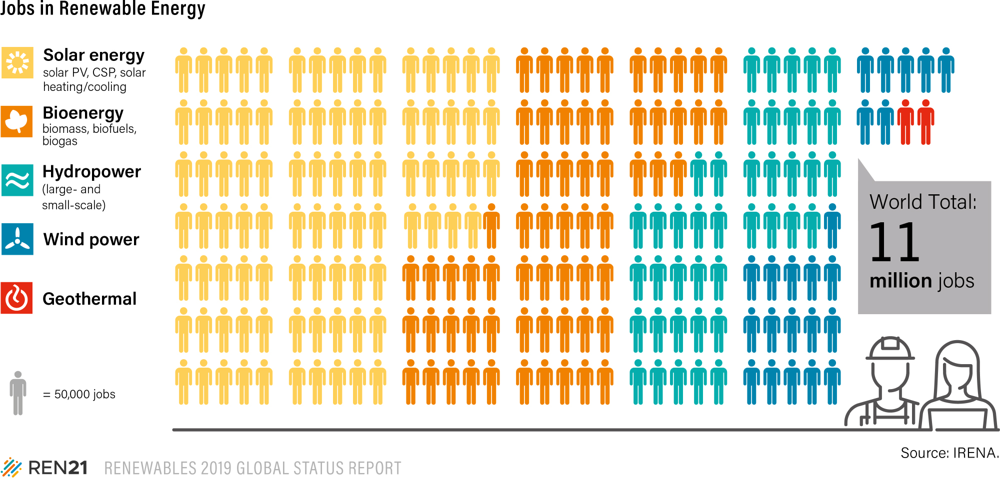 Jobs in Renewable Energy
Solar energy
solar PV, CSP, solar
heating/cooling
Bioenergy
biomass, biofuels,
biogas
Hydropower
(large- and
small-scale)
Wind power
Geothermal
= 50,000 jobs
World Total:
11
million jobs
Source: IRENA.
REN21 RENEWABLES 2019 GLOBAL STATUS REPORT